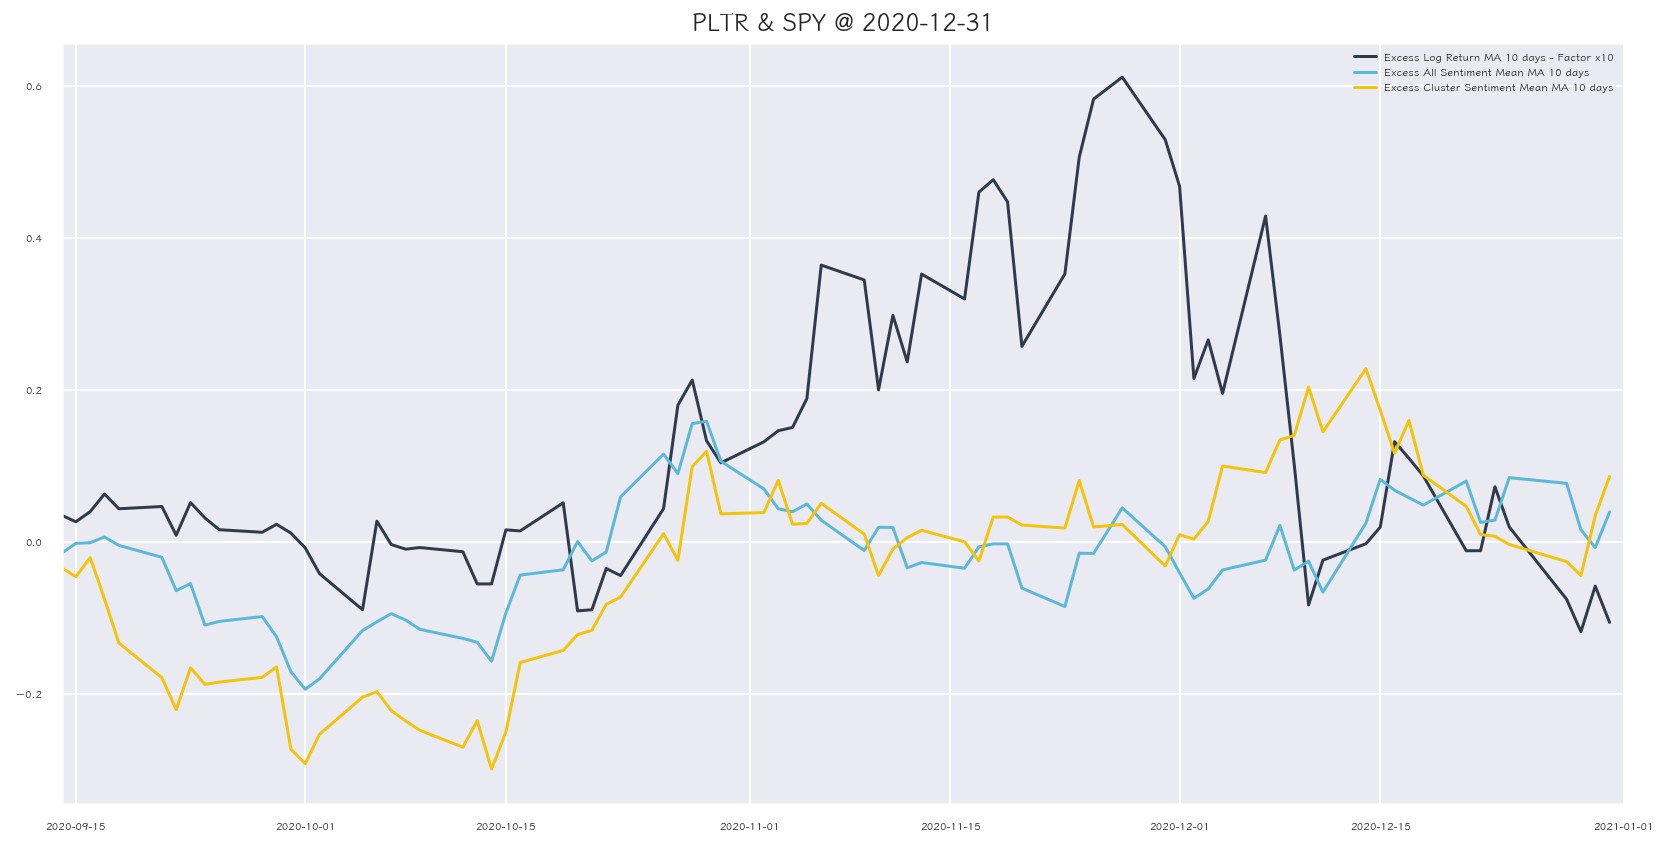 PLTR & SPY @ 2020-12-31
Excess Log Return MA 10 days - Factor x10
Excess All Sentiment Mean MA 10 days
Excess Cluster Sentiment Mean MA 10 days
0.6
0.4
0.2
0.0
−0.2
2020-09-15 2020-10-01 2020-10-15 2020-11-01 2020-11-15 2020-12-01 2020-12-15 2021-01-01